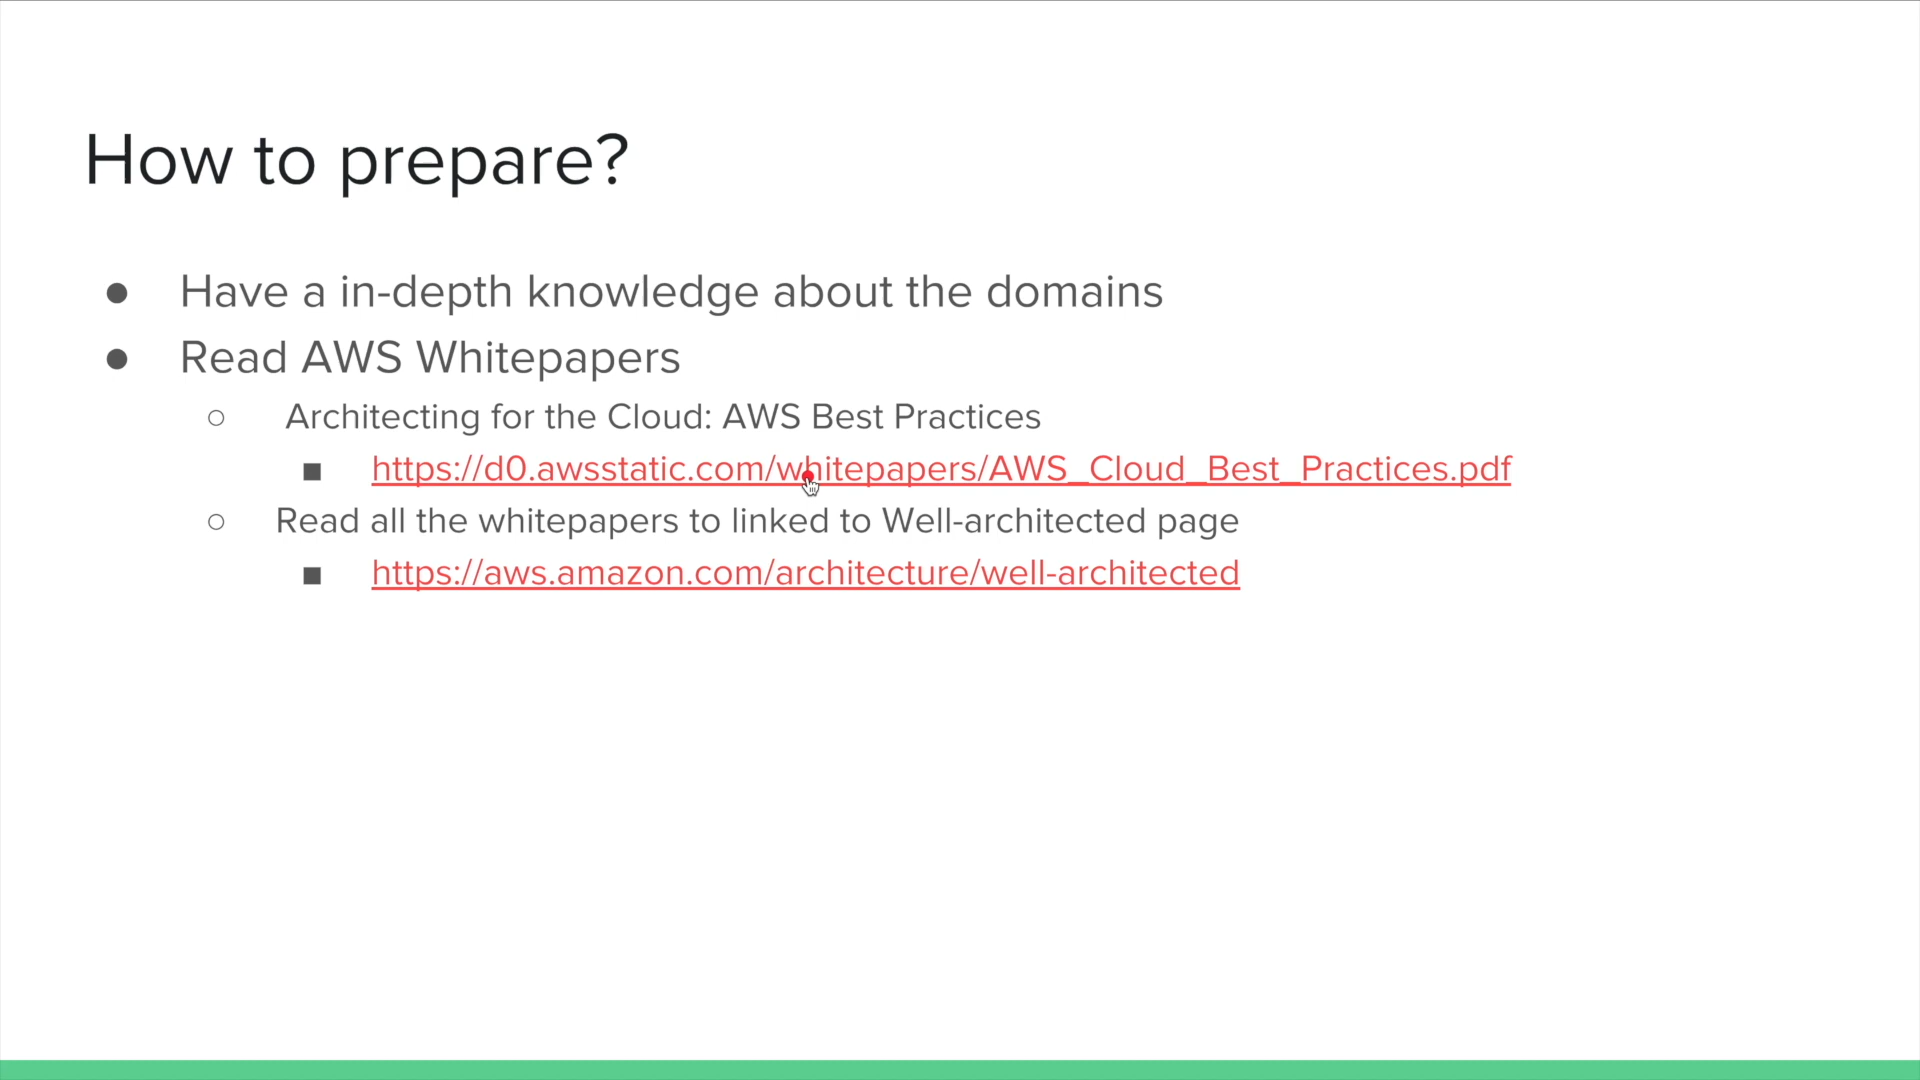 How to prepare?
● Have a in-depth knowledge about the domains
● Read AWS Whitepapers
○ Architecting for the Cloud: AWS Best Practices
■ https://d0.awsstatic.com/whitepapers/AWS_Cloud_Best_Practices.pdf
○ Read all the whitepapers to linked to Well-architected page
■ https://aws.amazon.com/architecture/well-architected